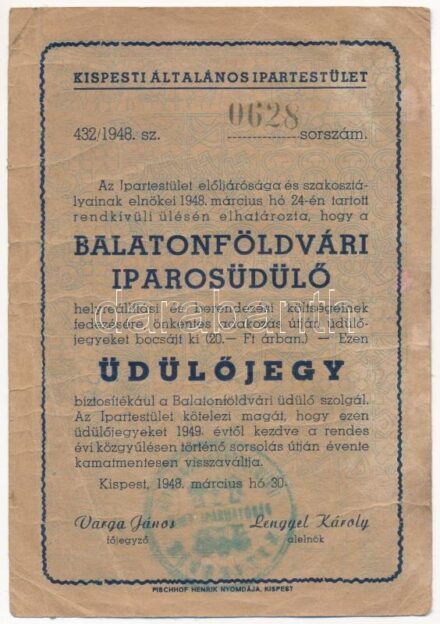 KISPESTI ÁLTALÁNOS IPARTESTÜLET
0628
432/1948. sz. sorszám.
Az Ipartestület előljárósága és szakosztá-
lyainak elnökei 1948. március hó 24-én tartott
rendkívüli ülésén elhatározta, hogy a
BALATONFÖLDVÁRI
IPAROSÜDÜLŐ
helyreállítási és berendezési költségeinek
fedezésére önkéntes adakozás útján üdülő-
jegyeket bocsájt ki (20.— Ft árban.) — Ezen
ÜDÜLŐJEGY
biztosítékául a Balatonföldvári üdülő szolgál.
Az Ipartestület kötelezi magát, hogy ezen
üdülőjegyeket 1949. évtől kezdve a rendes
évi közgyűlésen történő sorsolás útján évente
kamatmentesen visszaváltja.
Kispest, 1948. március hó 30.
Varga János Lengyel Károly
főjegyző alelnök
PISCHHOF HENRIK NYOMDÁJA, KISPEST
darabanth